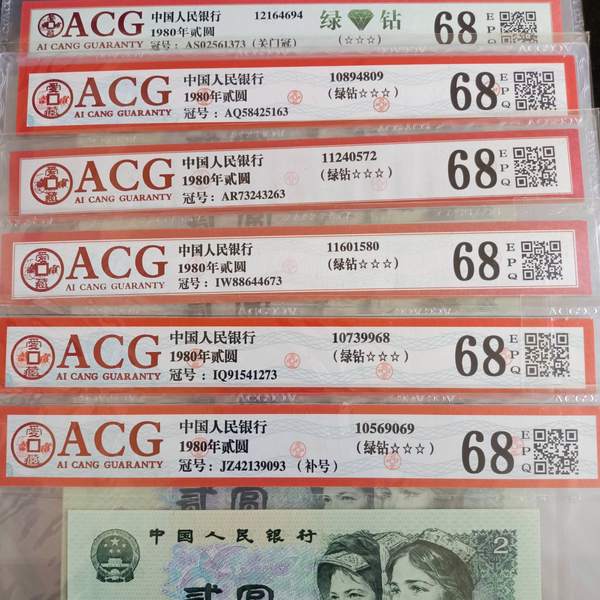 ACG 中国人民银行 12164694 绿 钻 68 E P Q
AI CANG GUARANTY 1980年贰圆 (☆☆☆)
冠号: AS02561373 (关门冠)
ACG 中国人民银行 10894809 68 E P Q
1980年贰圆 (绿钻☆☆☆)
AI CANG GUARANTY 冠号: AQ58425163
ACG 中国人民银行 11240572 68 E P Q
1980年贰圆 (绿钻☆☆☆)
AI CANG GUARANTY 冠号: AR73243263
ACG 中国人民银行 11601580 68 E P Q
1980年贰圆 (绿钻☆☆☆)
AI CANG GUARANTY 冠号: IW88644673
ACG 中国人民银行 10739968 68 E P Q
1980年贰圆 (绿钻☆☆☆)
AI CANG GUARANTY 冠号: IQ91541273
ACG 中国人民银行 10569069 68 E P Q
1980年贰圆 (绿钻☆☆☆)
AI CANG GUARANTY 冠号: JZ42139093 (补号)
中国人民银行 2
贰圆